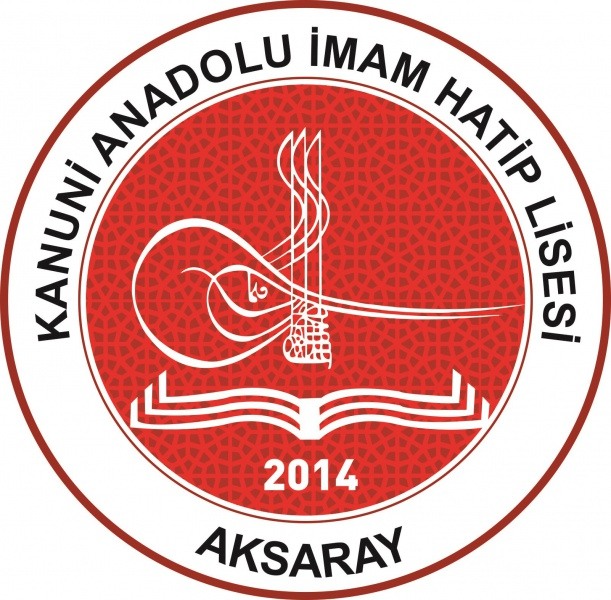 KANUNİ ANADOLU İMAM HATİP LİSESİ
2014
AKSARAY